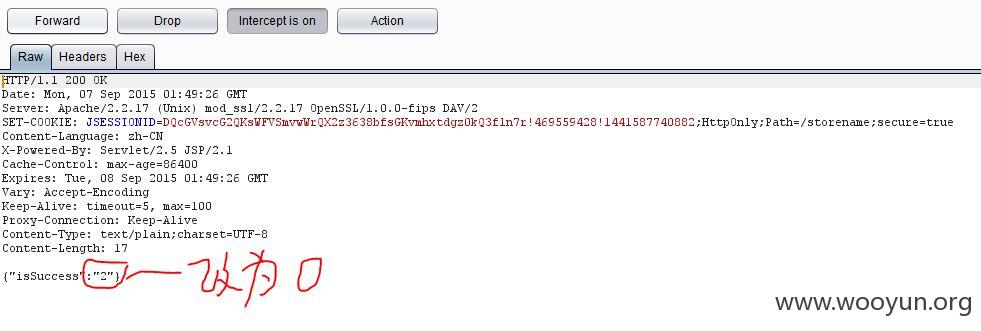 Forward Drop Intercept is on Action
Raw Headers Hex
HTTP/1.1 200 OK
Date: Mon, 07 Sep 2015 01:49:26 GMT
Server: Apache/2.2.17 (Unix) mod_ssl/2.2.17 OpenSSL/1.0.0-fips DAV/2
SET-COOKIE: JSESSIONID=DQcGVsvcG2QKsWFVSmvwWrQX2z3638bfsGKvmhxtdgz0kQ3f1n7r!469559428!1441587740882;HttpOnly;Path=/storename;secure=true
Content-Language: zh-CN
X-Powered-By: Servlet/2.5 JSP/2.1
Cache-Control: max-age=86400
Expires: Tue, 08 Sep 2015 01:49:26 GMT
Vary: Accept-Encoding
Keep-Alive: timeout=5, max=100
Proxy-Connection: Keep-Alive
Content-Type: text/plain;charset=UTF-8
Content-Length: 17
{"isSuccess":"2"} 改为 0
www.wooyun.org